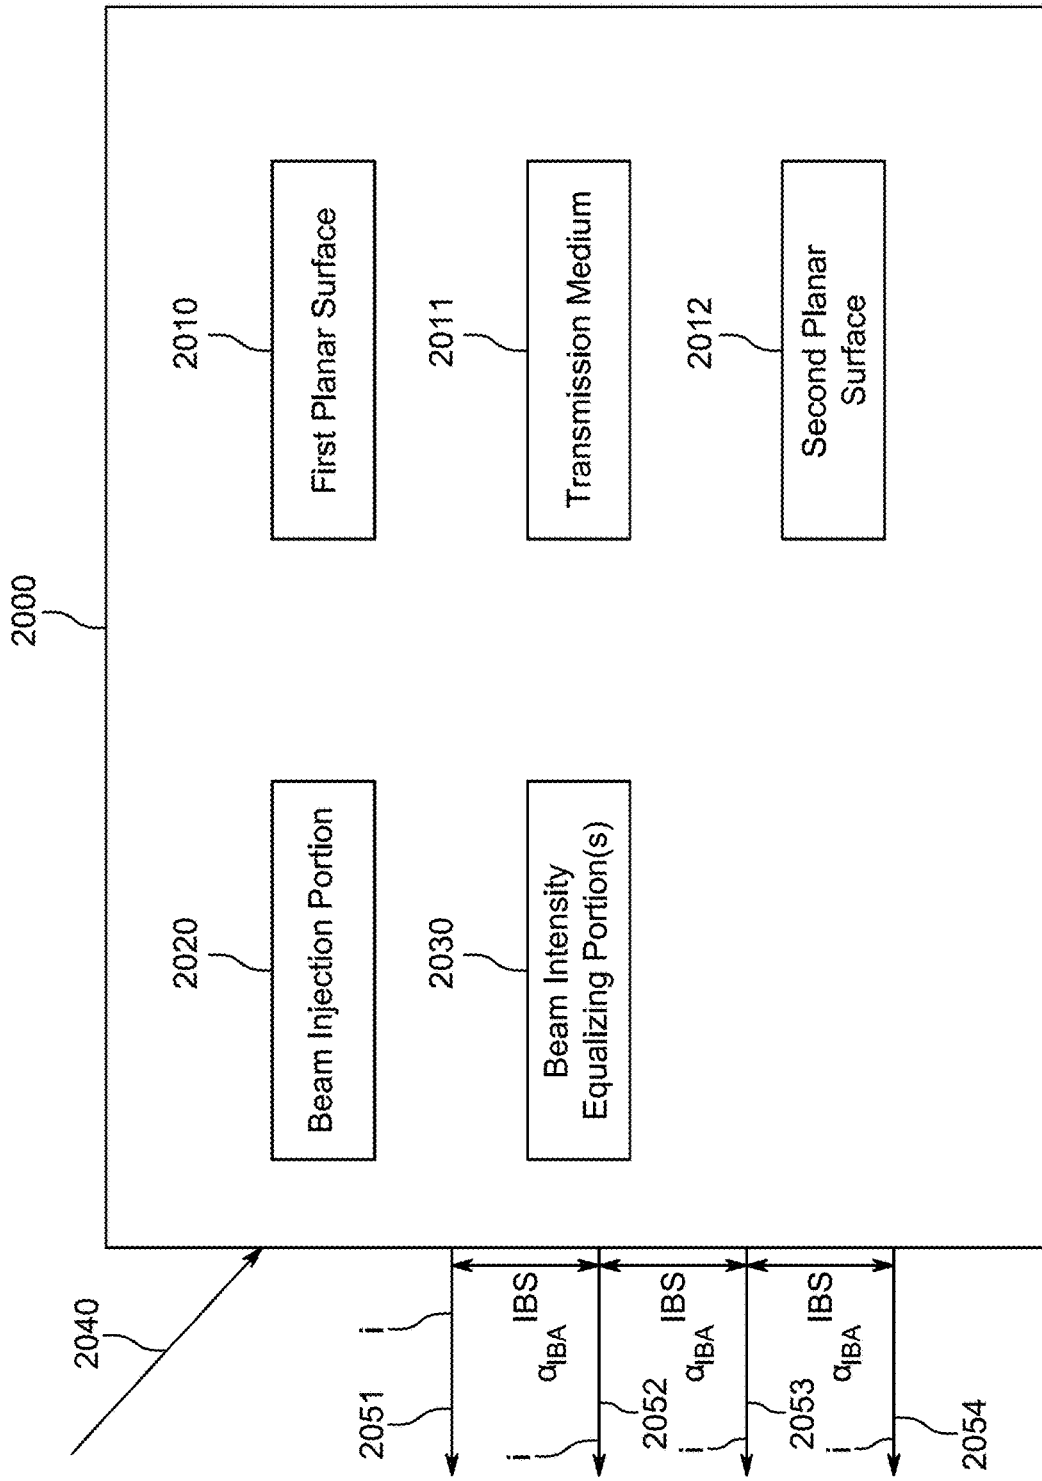 2000
2020
Beam Injection Portion
2010
First Planar Surface
2030
Beam Intensity
Equalizing Portion(s)
2011
Transmission Medium
2012
Second Planar
Surface
2040
2051
i
IBS
αIBA
i
2052
IBS
αIBA
i
2053
IBS
αIBA
i
2054